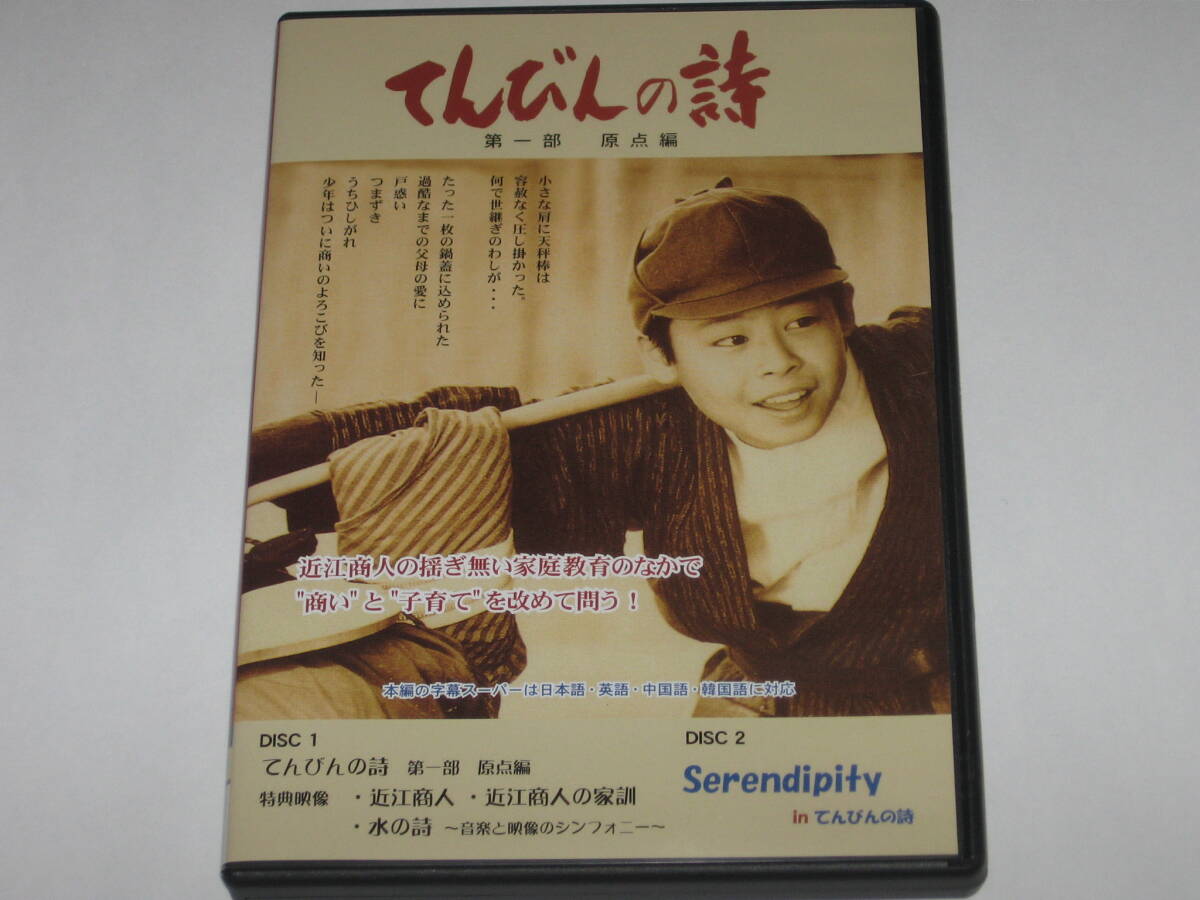 てんびんの詩
第一部 原点編
小さな肩に天秤棒は
容赦なく圧し掛かった。
何で世継ぎのわしが・・・
たった一枚の鍋蓋に込められた
過酷なまでの父母の愛に
戸惑い
つまずき
うちひしがれ
少年はついに商いのよろこびを知った―
近江商人の揺ぎ無い家庭教育のなかで
"商い"と"子育て"を改めて問う！
本編の字幕スーパーは日本語・英語・中国語・韓国語に対応
DISC 1
てんびんの詩 第一部 原点編
特典映像 ・近江商人 ・近江商人の家訓
・水の詩 ～音楽と映像のシンフォニー～
DISC 2
Serendipity
in てんびんの詩